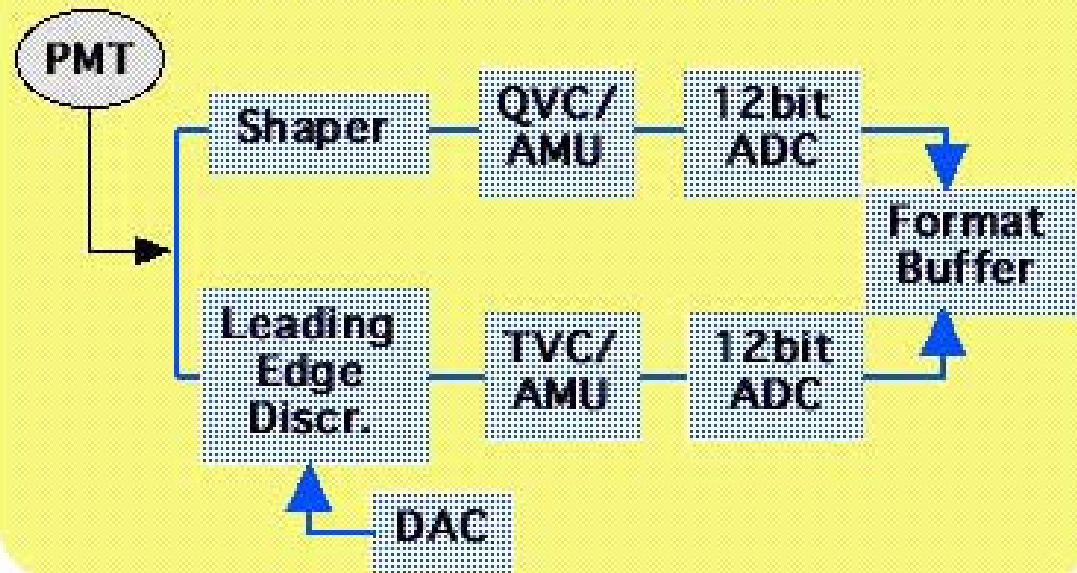 PMT
Shaper
QVC/
AMU
12bit
ADC
Format
Buffer
Leading
Edge
Discr.
TVC/
AMU
12bit
ADC
DAC